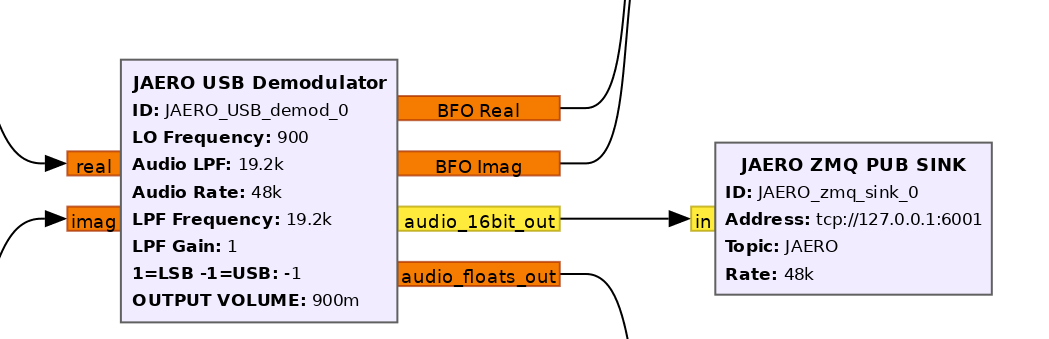 JAERO USB Demodulator
ID: JAERO_USB_demod_0
LO Frequency: 900
Audio LPF: 19.2k
Audio Rate: 48k
LPF Frequency: 19.2k
LPF Gain: 1
1=LSB -1=USB: -1
OUTPUT VOLUME: 900m
real
imag
BFO Real
BFO Imag
audio_16bit_out
audio_floats_out
in
JAERO ZMQ PUB SINK
ID: JAERO_zmq_sink_0
Address: tcp://127.0.0.1:6001
Topic: JAERO
Rate: 48k